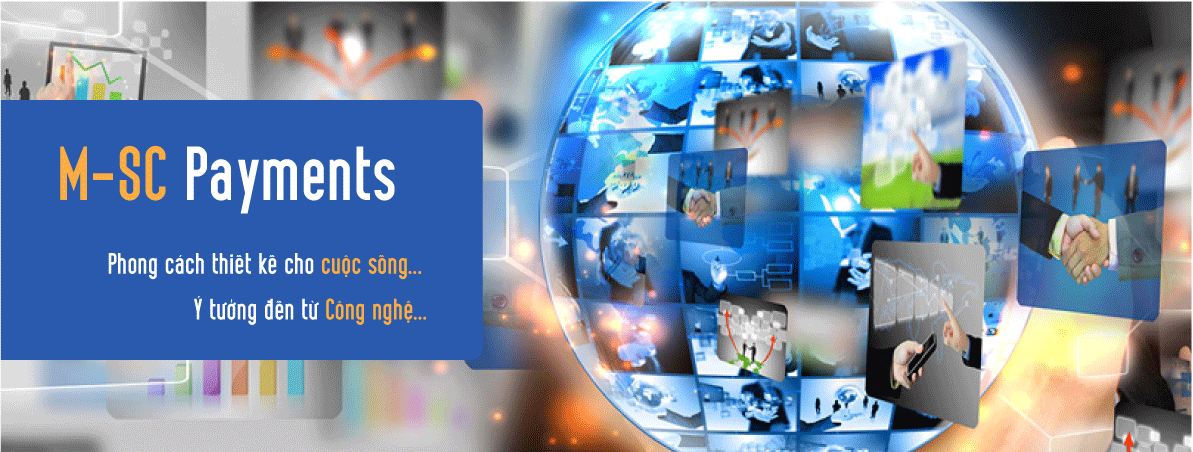 M-SC Payments
Phong cách thiết kế cho cuộc sống...
Ý tưởng đến từ Công nghệ...